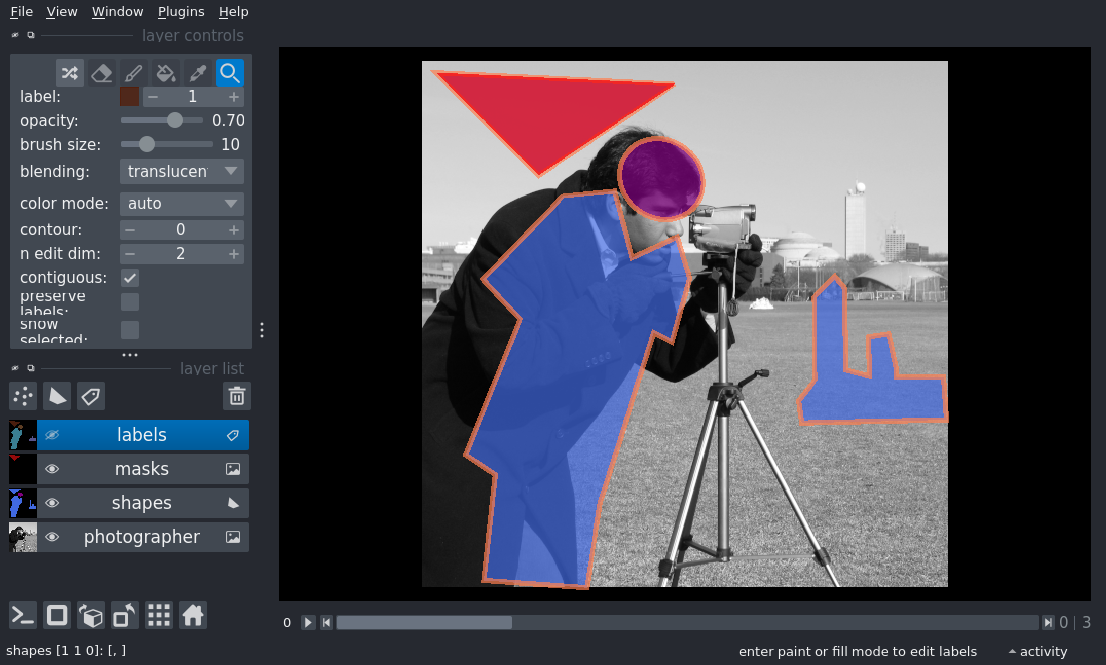 File View Window Plugins Help
layer controls
label: 1
opacity: 0.70
brush size: 10
blending: translucen
color mode: auto
contour: 0
n edit dim: 2
contiguous:
preserve
labels:
show
selected:
layer list
labels
masks
shapes
photographer
0 0 | 3
shapes [1 1 0]: [, ] enter paint or fill mode to edit labels activity